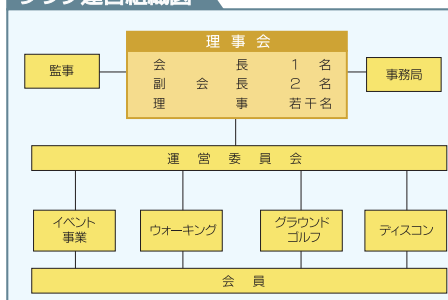 理事会
監事
会長 1名
副会長 2名
理事 若干名
事務局
運営委員会
イベント
事業
ウォーキング
グラウンド
ゴルフ
ディスコン
会員